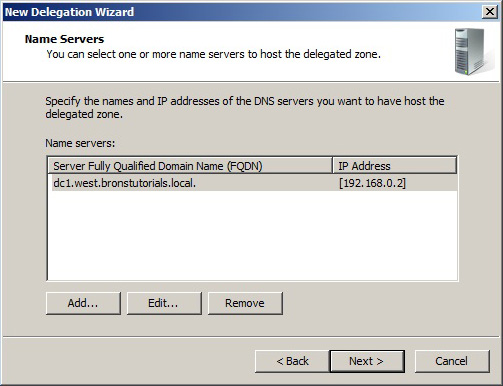 New Delegation Wizard
Name Servers
You can select one or more name servers to host the delegated zone.
Specify the names and IP addresses of the DNS servers you want to have host the
delegated zone.
Name servers:
Server Fully Qualified Domain Name (FQDN) IP Address
dc1.west.bronstutorials.local. [192.168.0.2]
Add... Edit... Remove
< Back Next > Cancel